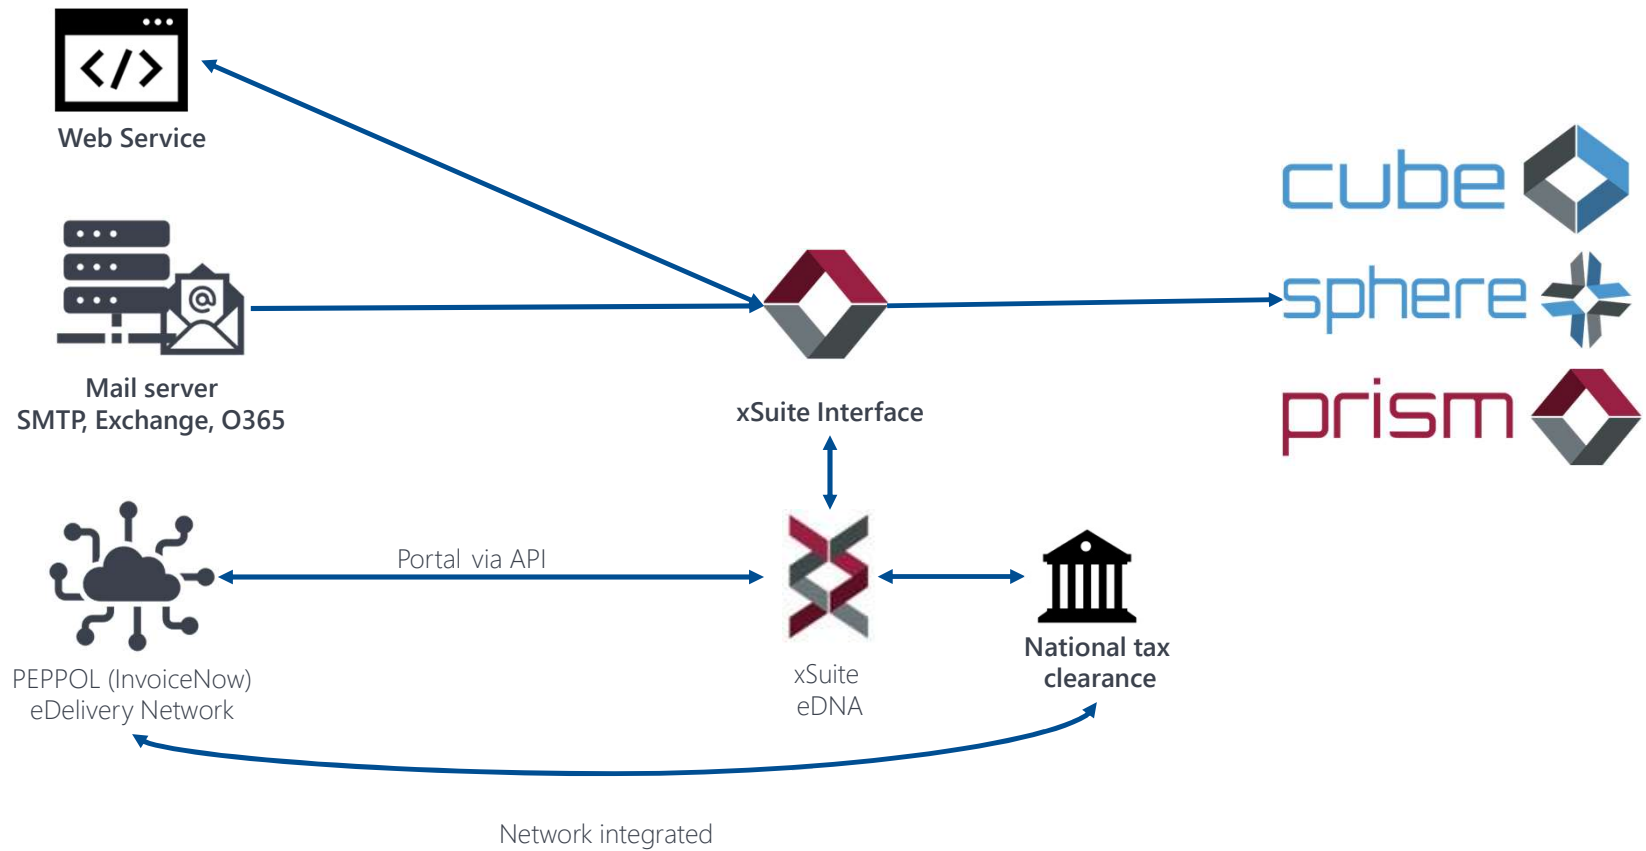 </>
Web Service
cube
@
sphere
Mail server
SMTP, Exchange, O365
xSuite Interface
prism
Portal via API
PEPPOL (InvoiceNow)
eDelivery Network
xSuite
eDNA
National tax
clearance
Network integrated